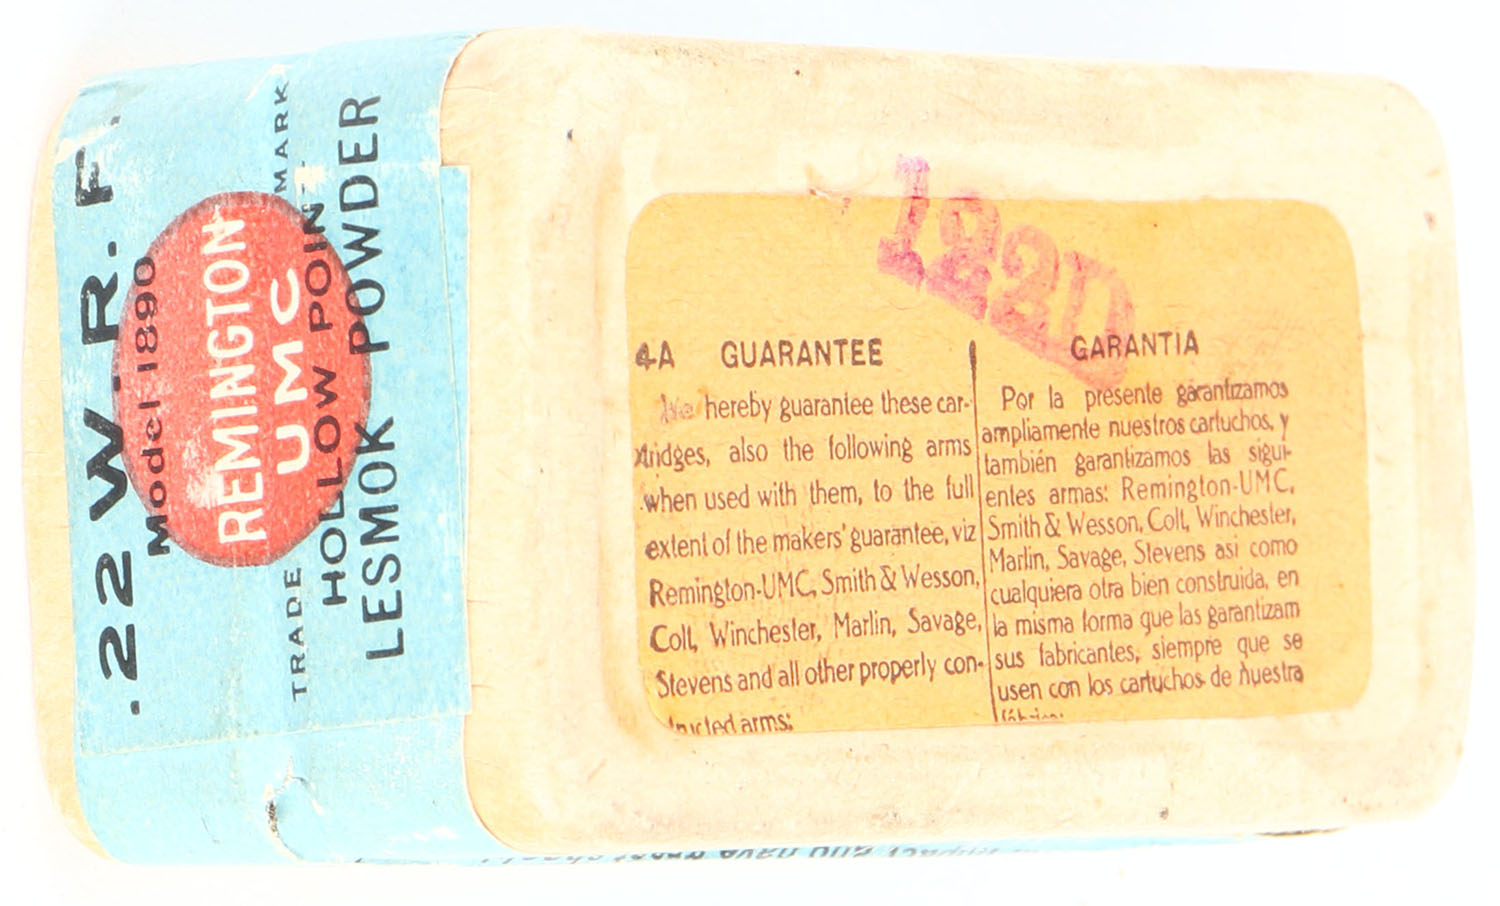 .22 W. R. F.
Model 1890
REMINGTON
UMC
TRADE MARK
HOLLOW POINT
LESMOK POWDER
122D
4A GUARANTEE
We hereby guarantee these car-
tridges, also the following arms
when used with them, to the full
extent of the makers' guarantee, viz
Remington-UMC, Smith & Wesson,
Colt, Winchester, Marlin, Savage,
Stevens and all other properly con-
structed arms:
GARANTIA
Por la presente garantizamos
ampliamente nuestros cartuchos, y
también garantizamos las sigui-
entes armas: Remington-UMC,
Smith & Wesson, Colt, Winchester,
Marlin, Savage, Stevens asi como
cualquiera otra bien construida, en
la misma forma que las garantizam
sus fabricantes, siempre que se
usen con los cartuchos de nuestra